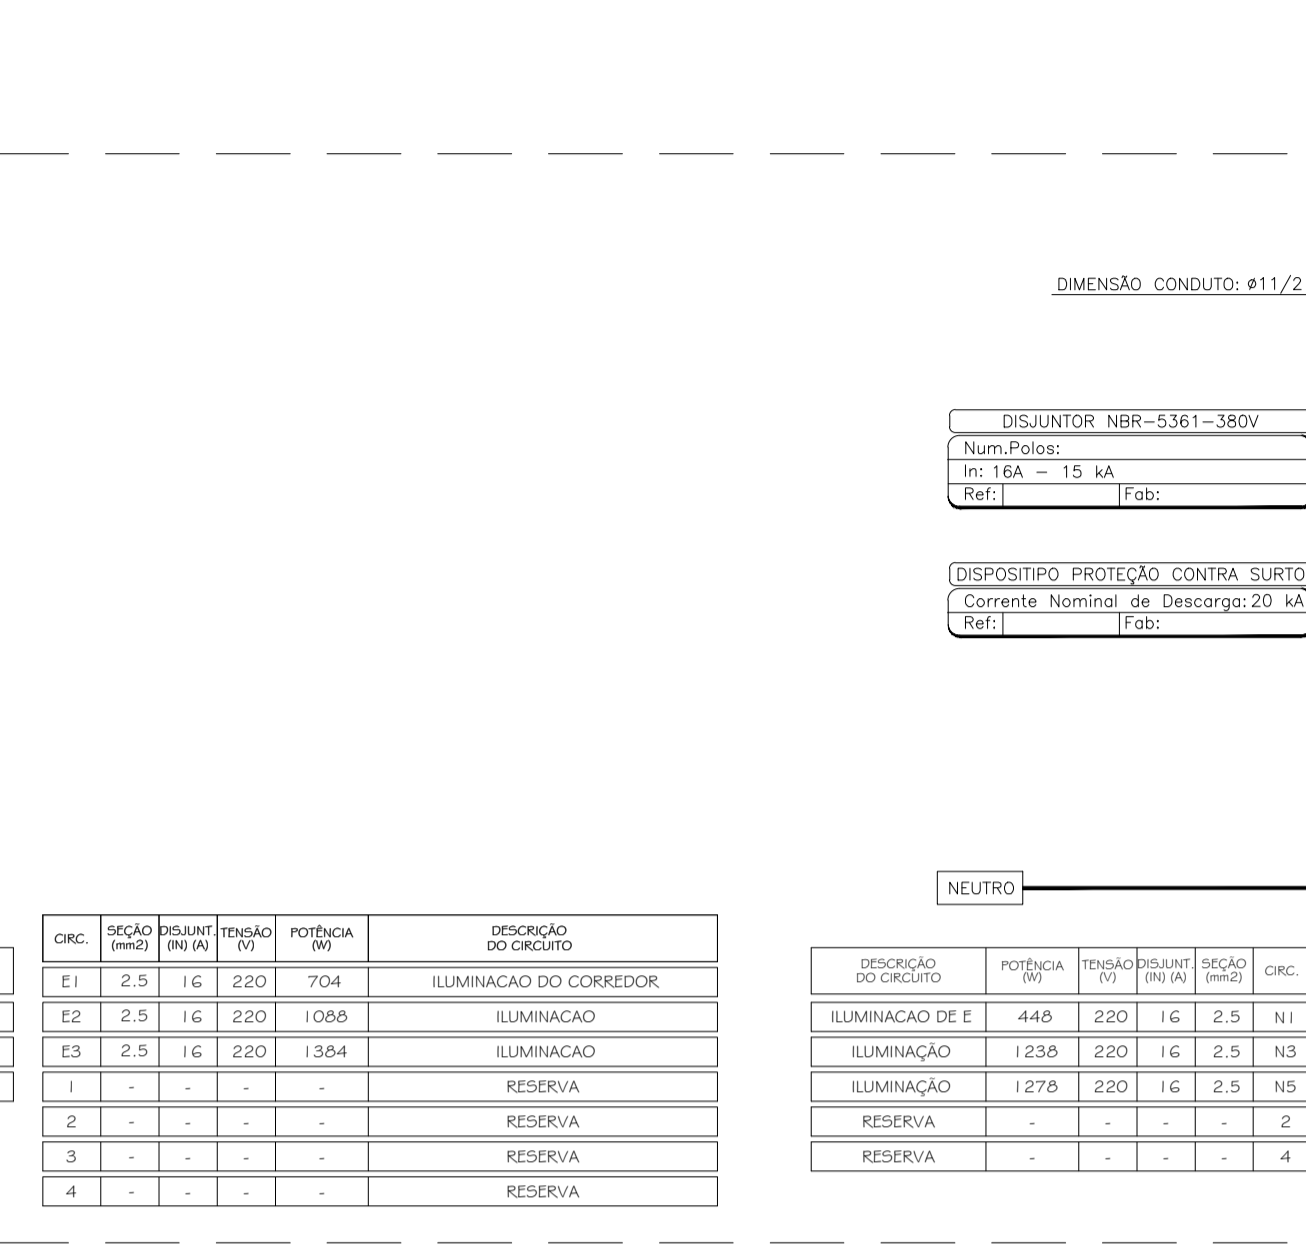 DIMENSÃO CONDUTO: ø11/2
DISJUNTOR NBR-5361-380V
Num.Polos:
In: 16A - 15 kA
Ref: Fab:
DISPOSITIPO PROTEÇÃO CONTRA SURTO
Corrente Nominal de Descarga: 20 kA
Ref: Fab:
NEUTRO
CIRC. SEÇÃO (mm2) DISJUNT. (IN) (A) TENSÃO (V) POTÊNCIA (W) DESCRIÇÃO DO CIRCUITO
E1 2.5 16 220 704 ILUMINACAO DO CORREDOR
E2 2.5 16 220 1088 ILUMINACAO
E3 2.5 16 220 1384 ILUMINACAO
1 - - - - RESERVA
2 - - - - RESERVA
3 - - - - RESERVA
4 - - - - RESERVA
DESCRIÇÃO DO CIRCUITO POTÊNCIA (W) TENSÃO (V) DISJUNT. (IN) (A) SEÇÃO (mm2) CIRC.
ILUMINACAO DE E 448 220 16 2.5 N1
ILUMINAÇÃO 1238 220 16 2.5 N3
ILUMINAÇÃO 1278 220 16 2.5 N5
RESERVA - - - - 2
RESERVA - - - - 4